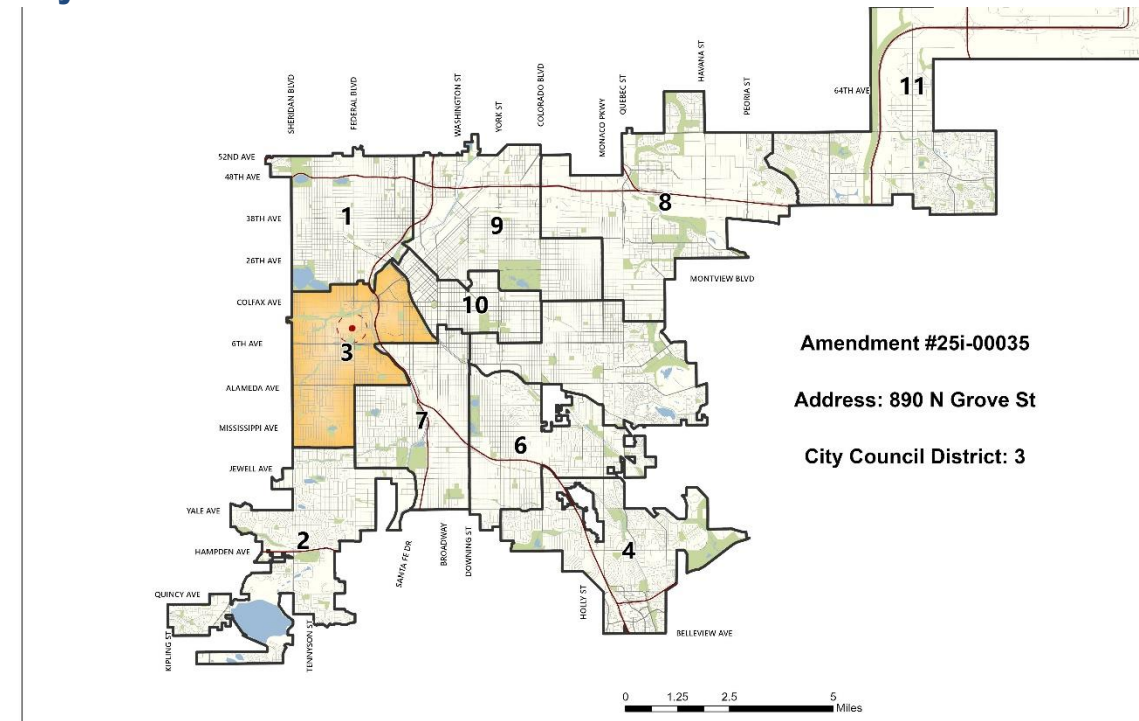 SHERIDAN BLVD
FEDERAL BLVD
WASHINGTON ST
YORK ST
COLORADO BLVD
MONACO PKWY
QUEBEC ST
HAVANA ST
PEORIA ST
64TH AVE
11
52ND AVE
48TH AVE
38TH AVE
26TH AVE
COLFAX AVE
6TH AVE
ALAMEDA AVE
MISSISSIPPI AVE
JEWELL AVE
YALE AVE
HAMPDEN AVE
QUINCY AVE
1
9
8
MONTVIEW BLVD
10
3
7
6
2
4
Amendment #25i-00035
Address: 890 N Grove St
City Council District: 3
SANTA FE DR
BROADWAY
DOWNING ST
HOLLY ST
BELLEVIEW AVE
KIPLING ST
TENNYSON ST
0 1.25 2.5 5
Miles